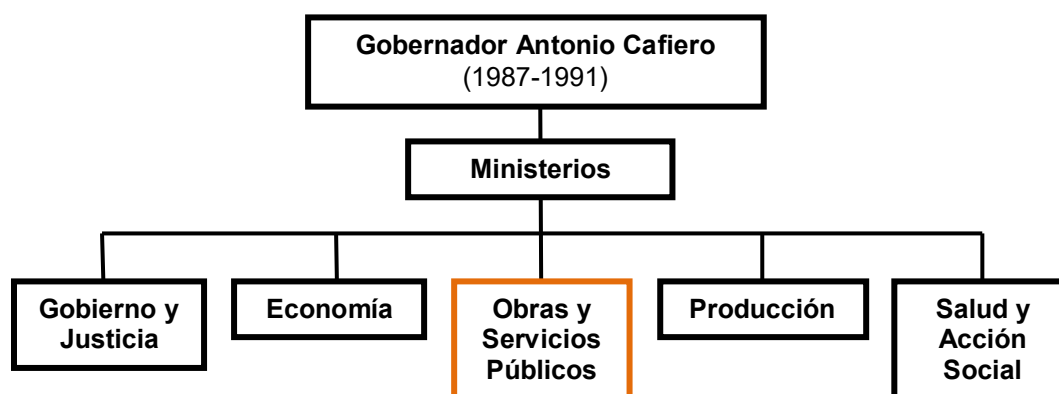 Gobernador Antonio Cafiero
(1987-1991)
Ministerios
Gobierno y
Justicia
Economía
Obras y
Servicios
Públicos
Producción
Salud y
Acción
Social